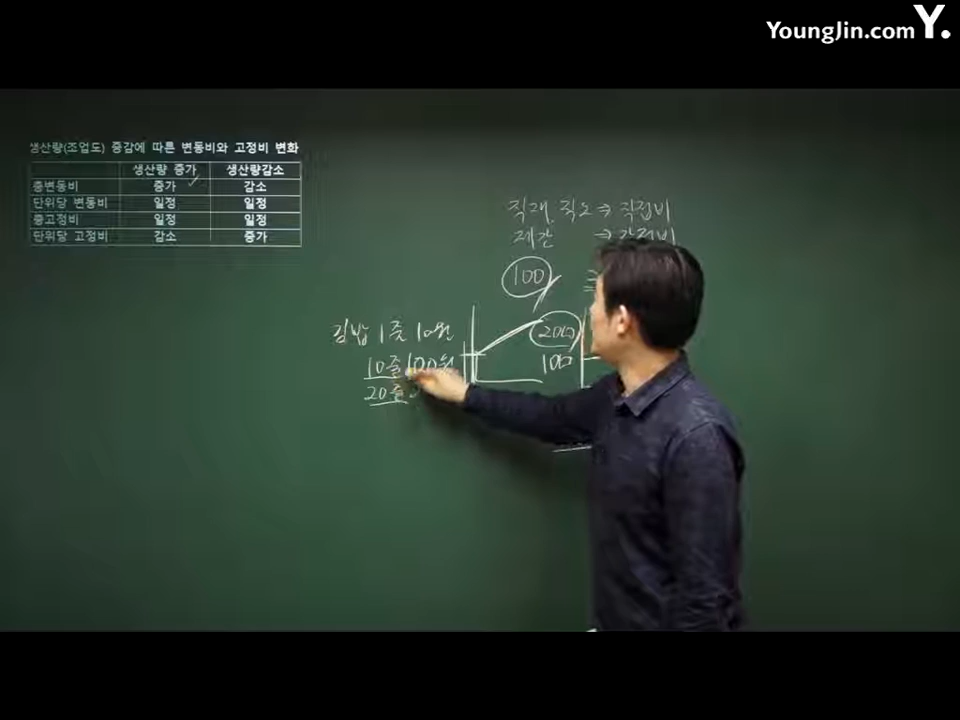 YoungJin.com Y.
생산량(조업도) 증감에 따른 변동비와 고정비 변화
생산량 증가 생산량감소
총변동비 증가 감소
단위당 변동비 일정 일정
총고정비 일정 일정
단위당 고정비 감소 증가
직재, 직노 ⇒ 직접비
제간 ⇒ 간접비
100
김밥 1줄 10원
200
10줄 100원
100
20줄